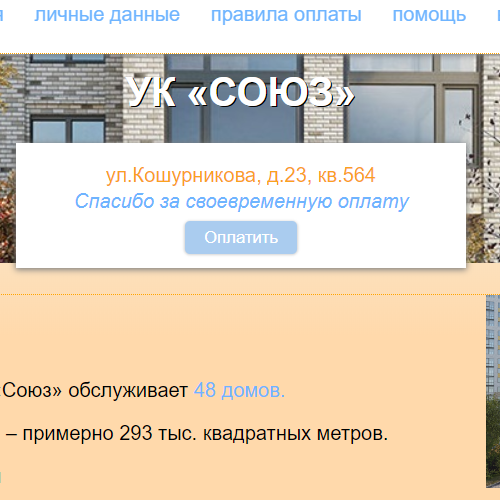 личные данные правила оплаты помощь
УК «СОЮЗ»
ул.Кошурникова, д.23, кв.564
Спасибо за своевременную оплату
Оплатить
«Союз» обслуживает 48 домов.
– примерно 293 тыс. квадратных метров.